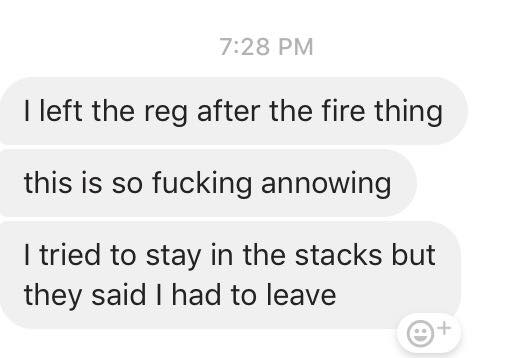 7:28 PM
I left the reg after the fire thing
this is so fucking annowing
I tried to stay in the stacks but
they said I had to leave